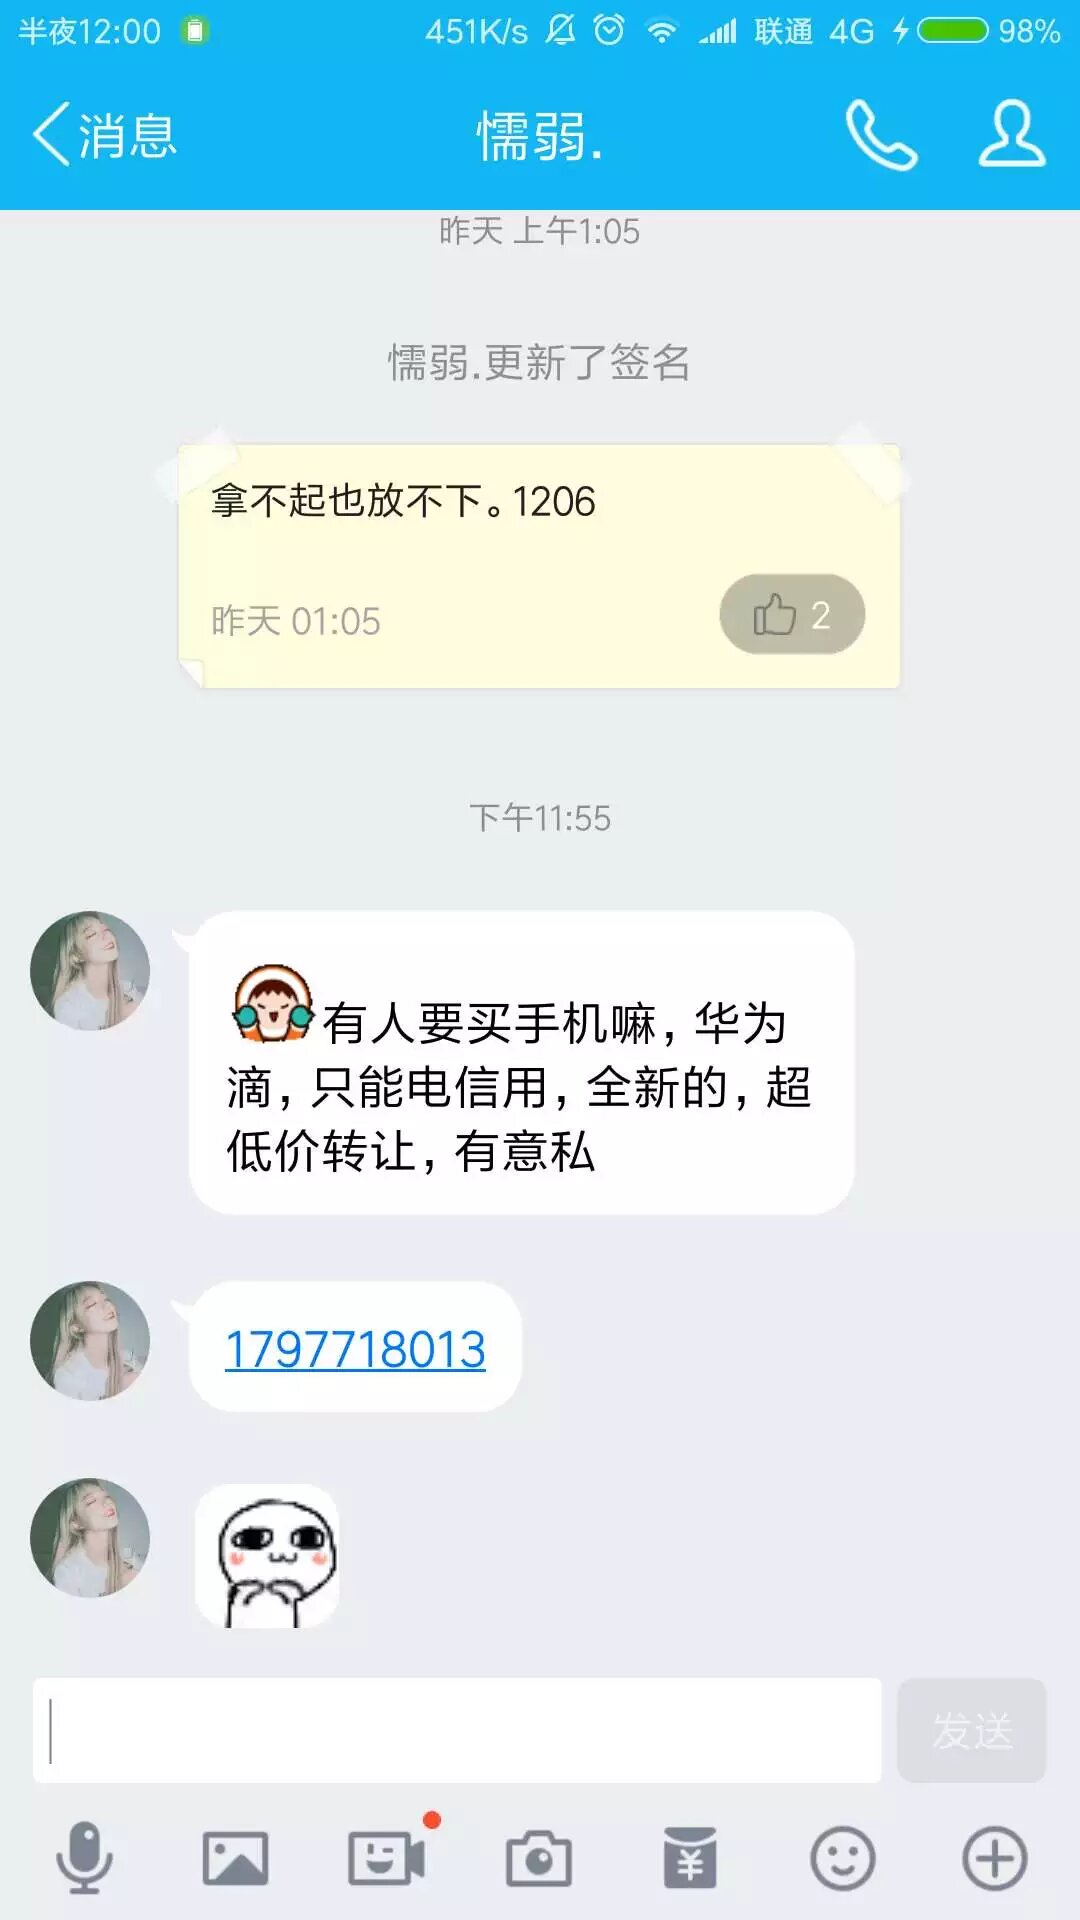 半夜12:00 451K/s 联通 4G 98%
消息 懦弱.
昨天 上午1:05
懦弱.更新了签名
拿不起也放不下。1206
昨天 01:05 2
下午11:55
有人要买手机嘛，华为
滴，只能电信用，全新的，超
低价转让，有意私
1797718013
发送